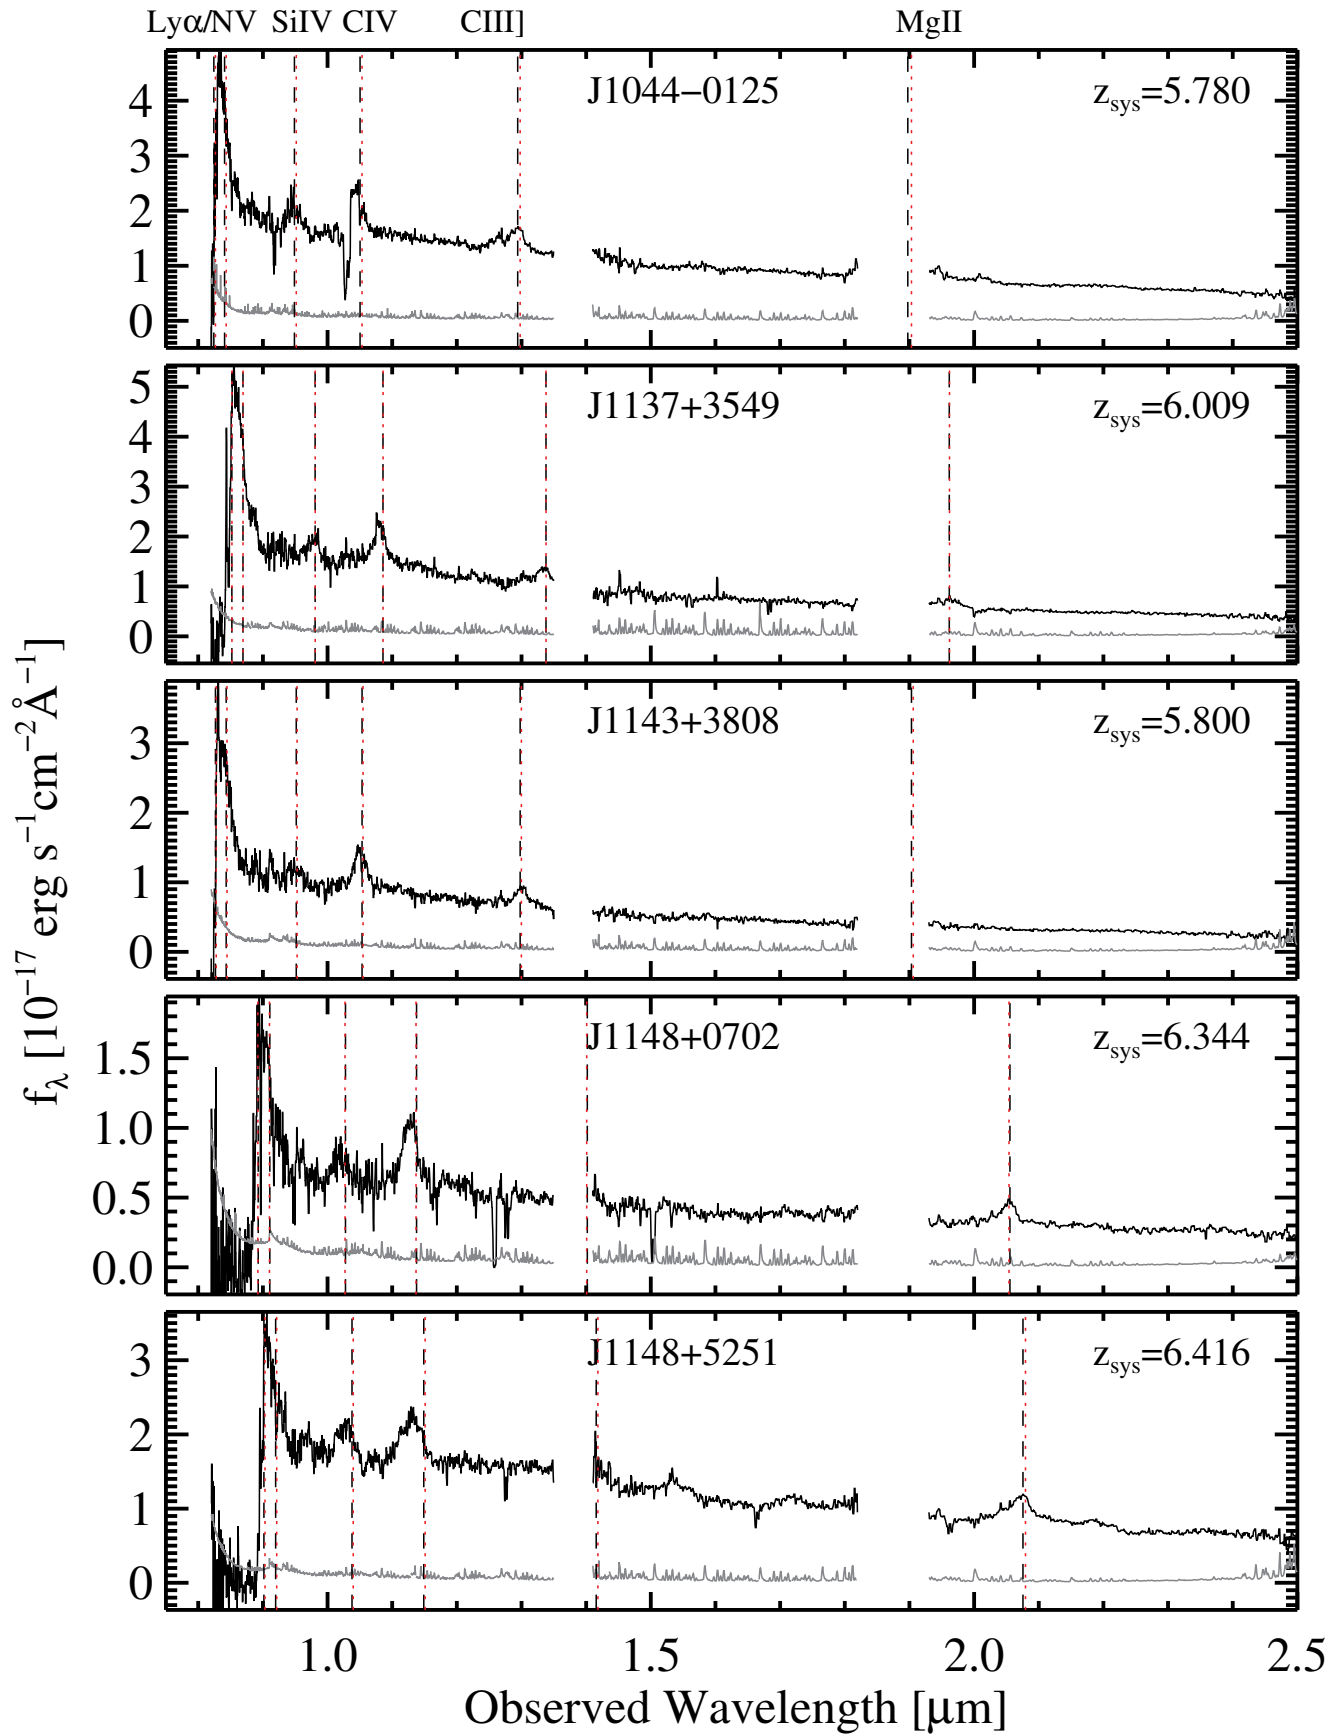 Lyα/NV SiIV CIV CIII] MgII
J1044−0125 z_sys=5.780
4
3
2
1
0
J1137+3549 z_sys=6.009
5
4
3
2
1
0
J1143+3808 z_sys=5.800
3
2
1
0
J1148+0702 z_sys=6.344
1.5
1.0
0.5
0.0
J1148+5251 z_sys=6.416
3
2
1
0
f_λ [10⁻¹⁷ erg s⁻¹cm⁻²Å⁻¹]
1.0 1.5 2.0 2.5
Observed Wavelength [μm]